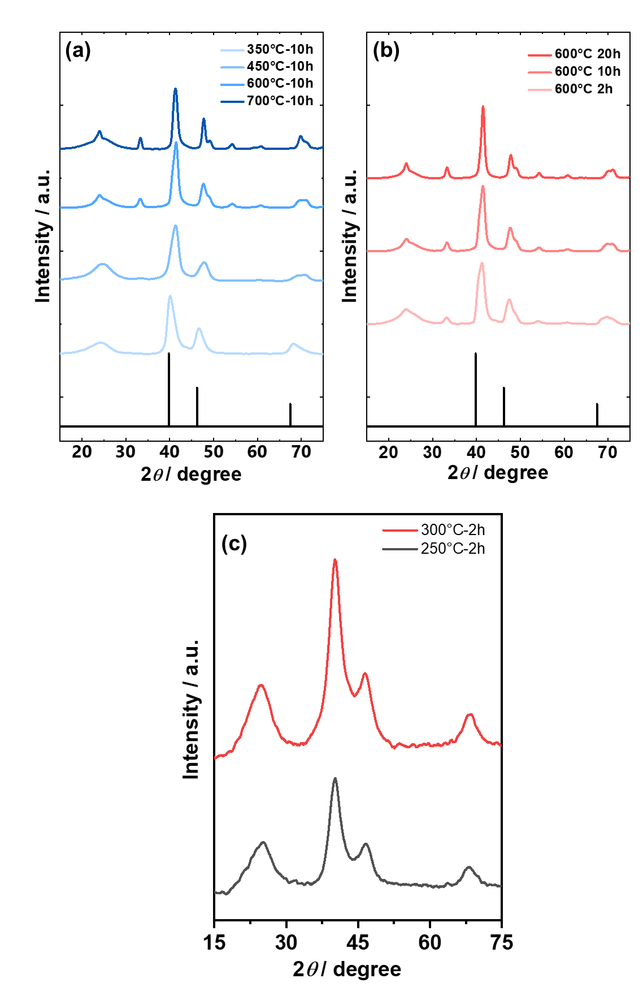 (a)
350°C-10h
450°C-10h
600°C-10h
700°C-10h
Intensity / a.u.
20 30 40 50 60 70
2θ / degree
(b)
600°C 20h
600°C 10h
600°C 2h
Intensity / a.u.
20 30 40 50 60 70
2θ / degree
(c)
300°C-2h
250°C-2h
Intensity / a.u.
15 30 45 60 75
2θ / degree